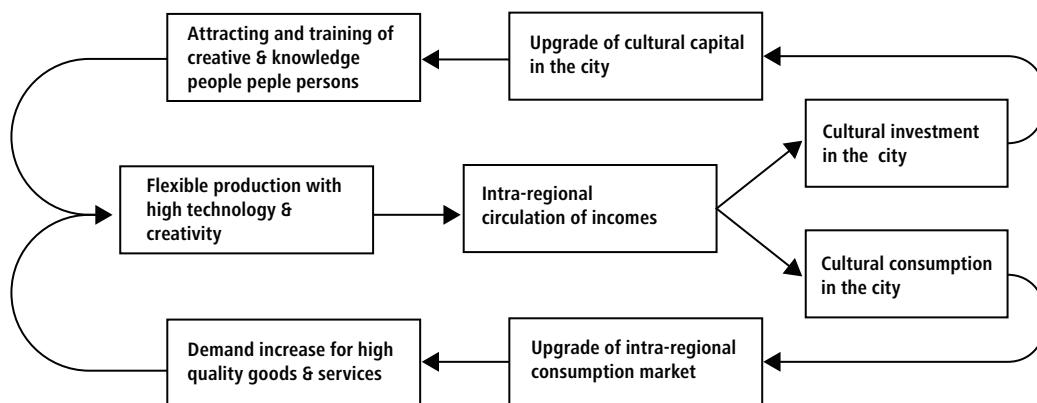 Attracting and training of
creative & knowledge
people peple persons
Upgrade of cultural capital
in the city
Cultural investment
in the city
Flexible production with
high technology &
creativity
Intra-regional
circulation of incomes
Cultural consumption
in the city
Demand increase for high
quality goods & services
Upgrade of intra-regional
consumption market